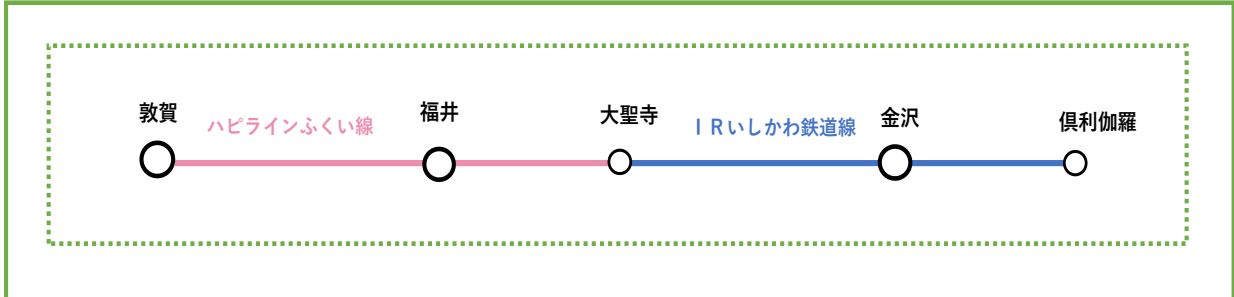 敦賀
ハピラインふくい線
福井
大聖寺
IRいしかわ鉄道線
金沢
倶利伽羅